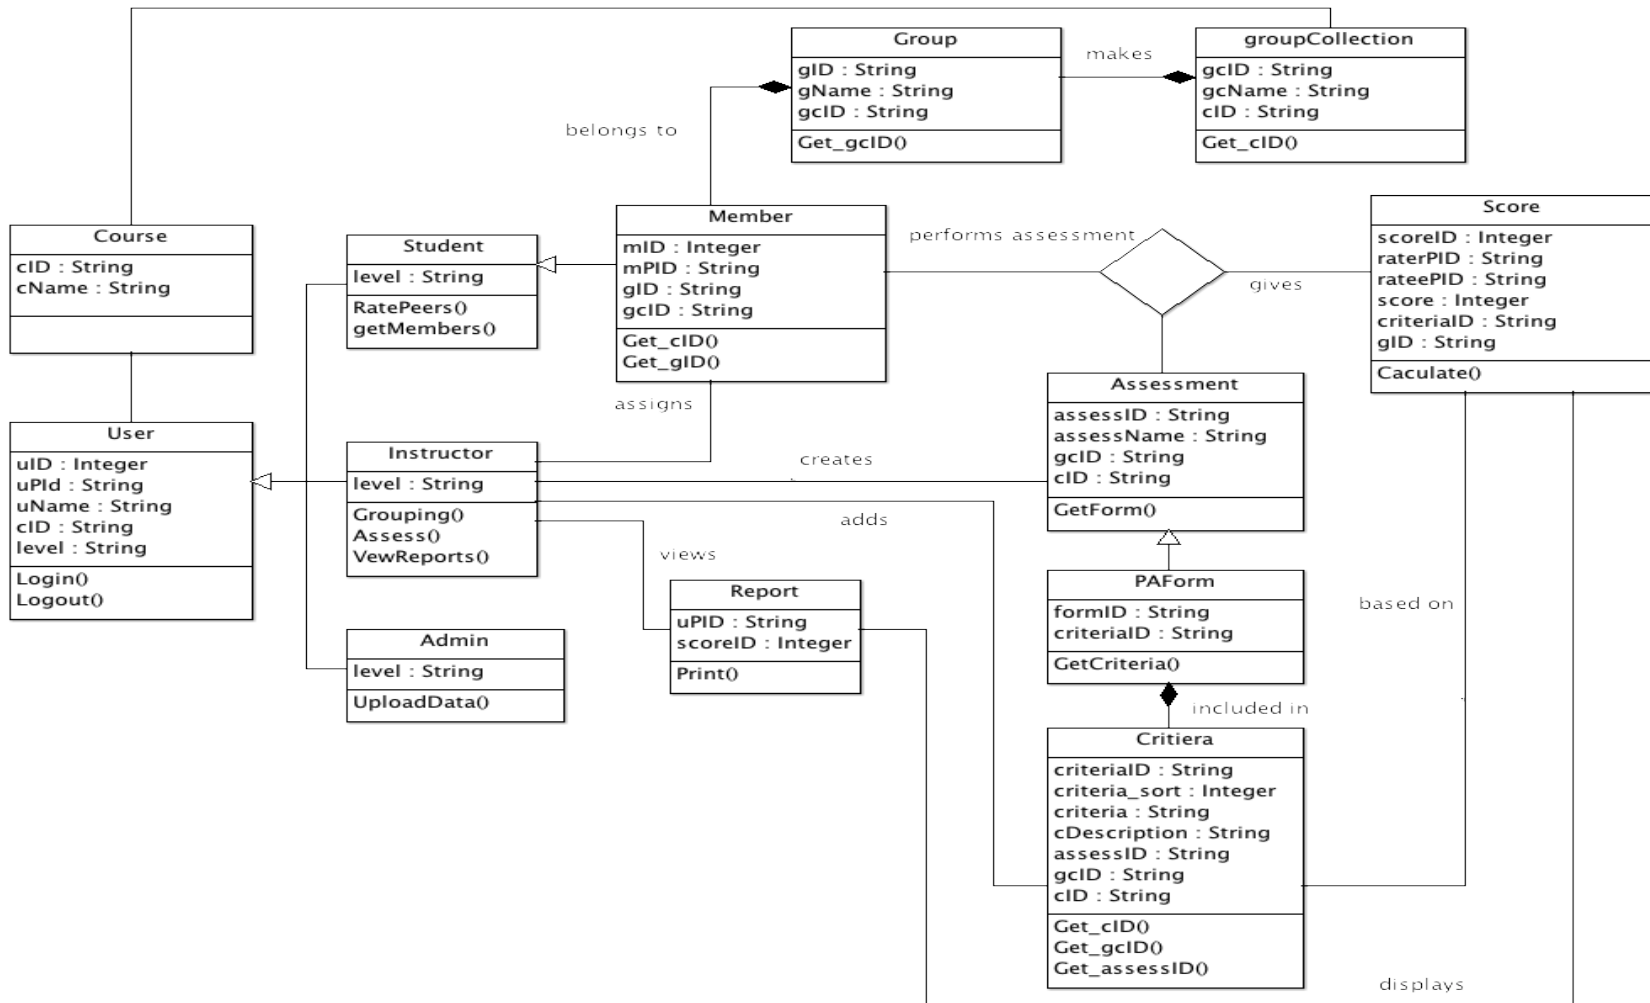 Group
gID : String
gName : String
gcID : String
Get_gcID()
makes
groupCollection
gcID : String
gcName : String
cID : String
Get_cID()
belongs to
Course
cID : String
cName : String
Student
level : String
RatePeers()
getMembers()
Member
mID : Integer
mPID : String
gID : String
gcID : String
Get_cID()
Get_gID()
performs assessment
gives
Score
scoreID : Integer
raterPID : String
rateePID : String
score : Integer
criteriaID : String
gID : String
Caculate()
assigns
User
uID : Integer
uPId : String
uName : String
cID : String
level : String
Login()
Logout()
Instructor
level : String
Grouping()
Assess()
VewReports()
creates
adds
views
Assessment
assessID : String
assessName : String
gcID : String
cID : String
GetForm()
Admin
level : String
UploadData()
Report
uPID : String
scoreID : Integer
Print()
PAForm
formID : String
criteriaID : String
GetCriteria()
based on
included in
Critiera
criteriaID : String
criteria_sort : Integer
criteria : String
cDescription : String
assessID : String
gcID : String
cID : String
Get_cID()
Get_gcID()
Get_assessID()
displays